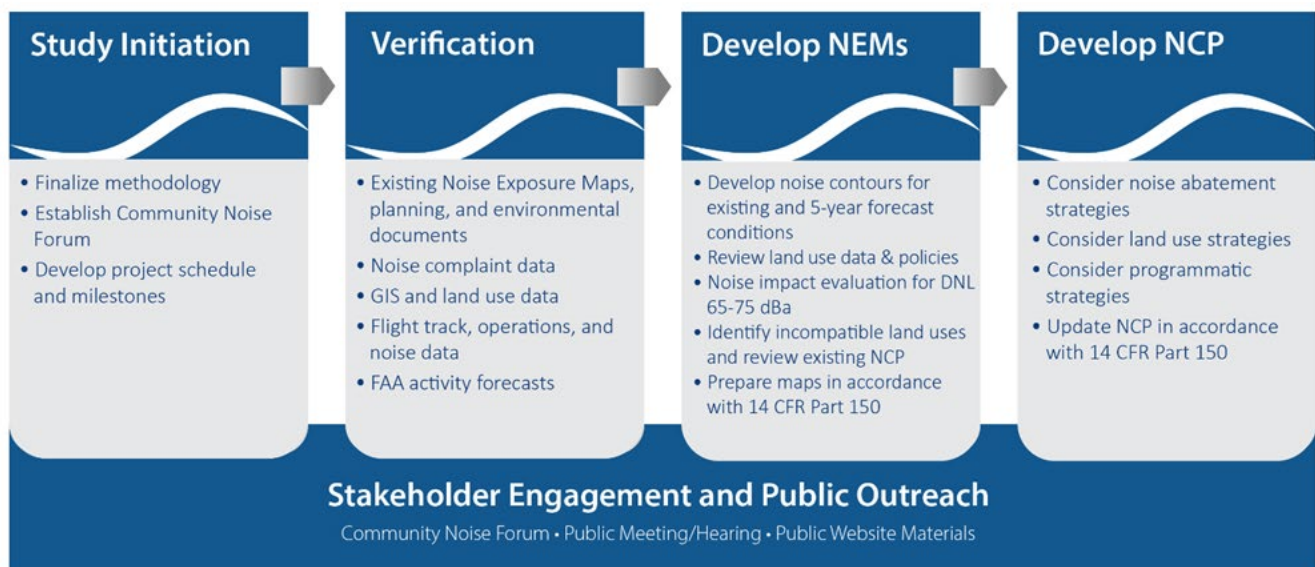 Study Initiation
• Finalize methodology
• Establish Community Noise
Forum
• Develop project schedule
and milestones
Verification
• Existing Noise Exposure Maps,
planning, and environmental
documents
• Noise complaint data
• GIS and land use data
• Flight track, operations, and
noise data
• FAA activity forecasts
Develop NEMs
• Develop noise contours for
existing and 5-year forecast
conditions
• Review land use data & policies
• Noise impact evaluation for DNL
65-75 dBa
• Identify incompatible land uses
and review existing NCP
• Prepare maps in accordance
with 14 CFR Part 150
Develop NCP
• Consider noise abatement
strategies
• Consider land use strategies
• Consider programmatic
strategies
• Update NCP in accordance
with 14 CFR Part 150
Stakeholder Engagement and Public Outreach
Community Noise Forum • Public Meeting/Hearing • Public Website Materials